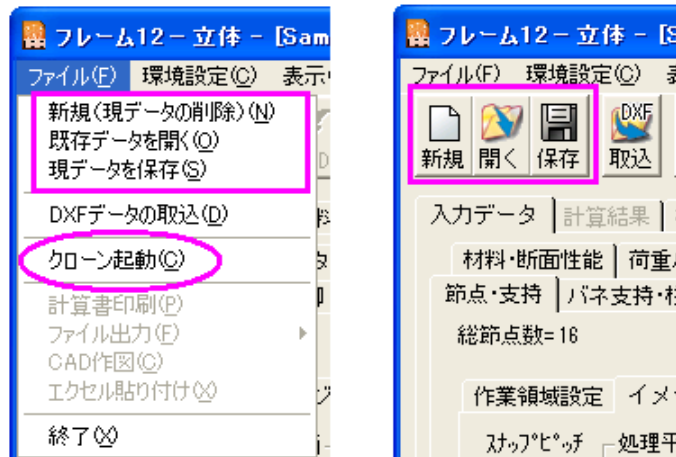 フレーム12－立体 - [Sam
ファイル(F) 環境設定(C) 表示
新規(現データの削除)(N)
既存データを開く(O)
現データを保存(S)
DXFデータの取込(D)
クローン起動(C)
計算書印刷(P)
ファイル出力(F)
CAD作図(C)
エクセル貼り付け(X)
終了(X)
フレーム12－立体 - [S
ファイル(F) 環境設定(C) 表
新規 開く 保存 DXF取込
入力データ 計算結果
材料・断面性能 荷重
節点・支持 バネ支持・
総節点数= 16
作業領域設定 イメ
スナップピッチ 処理平